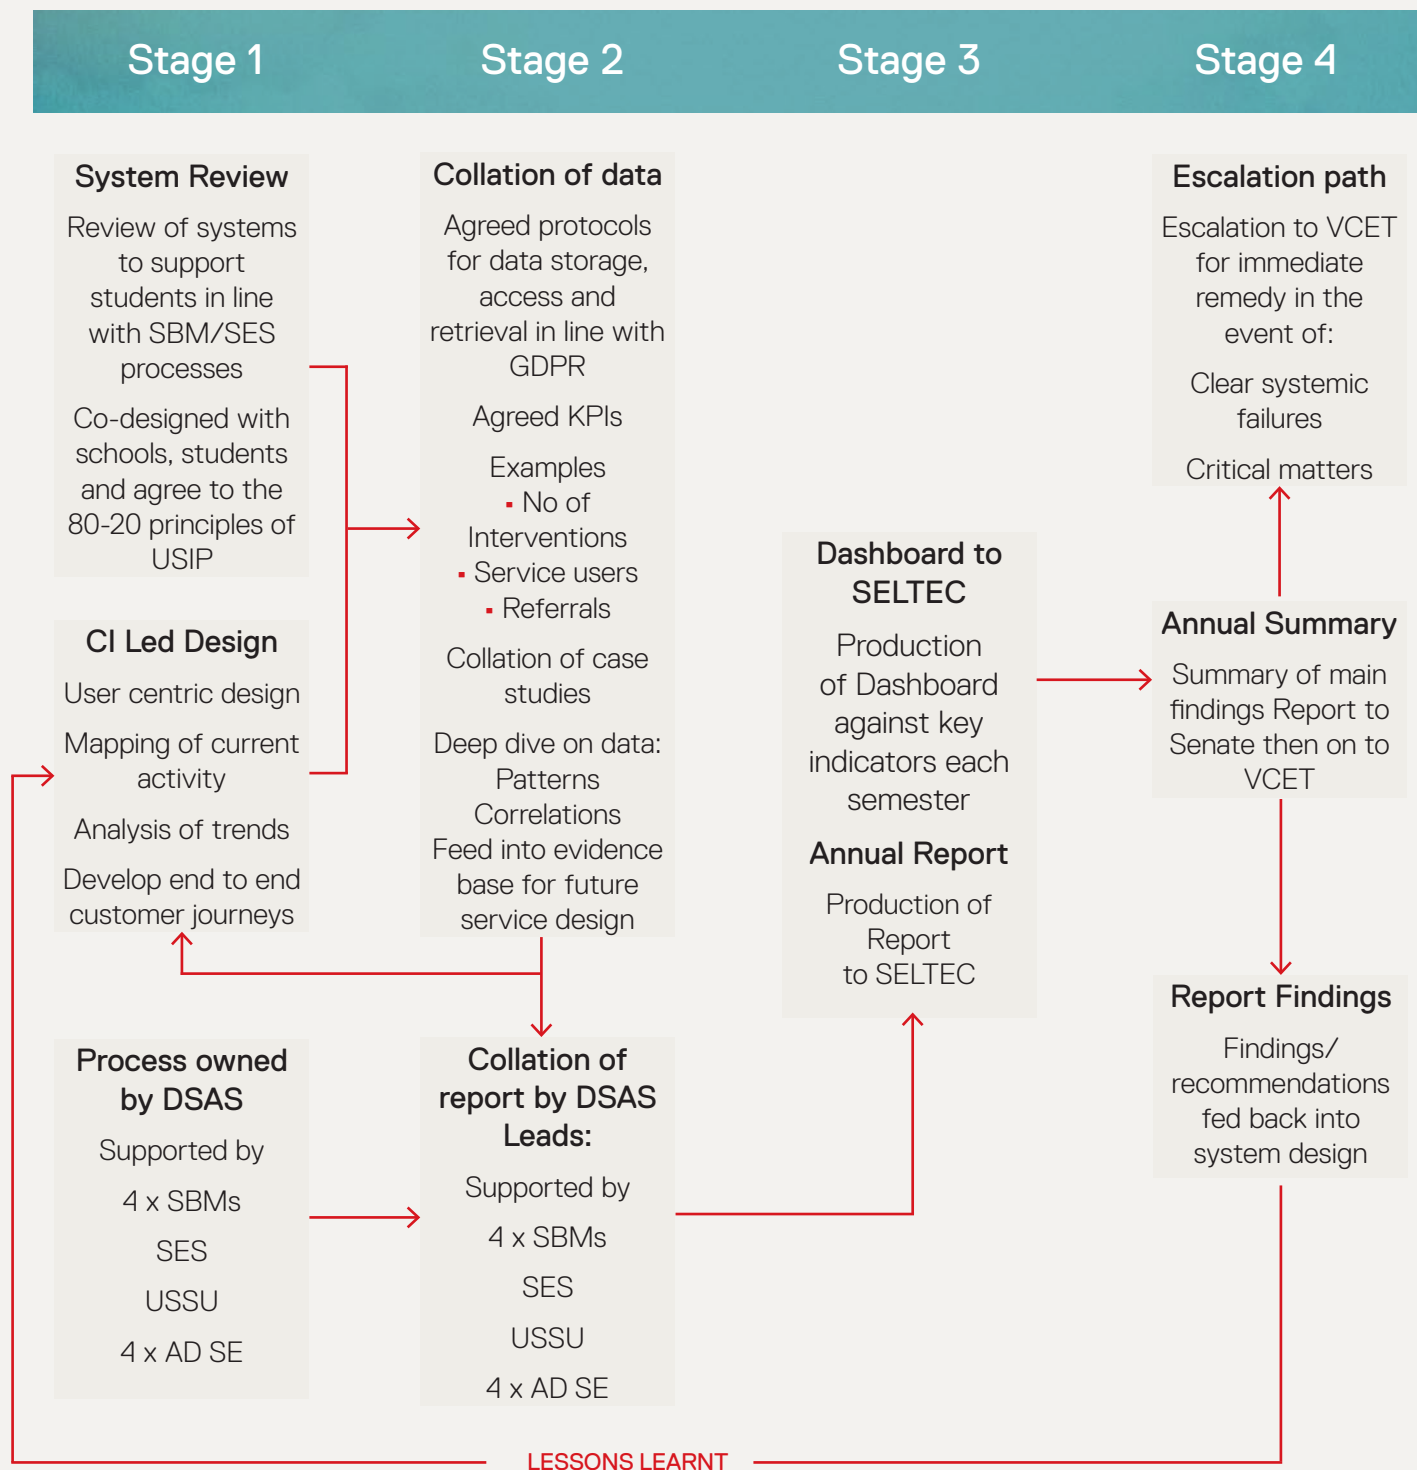 Stage 1
Stage 2
Stage 3
Stage 4
System Review
Review of systems
to support
students in line
with SBM/SES
processes
Co-designed with
schools, students
and agree to the
80-20 principles of
USIP
CI Led Design
User centric design
Mapping of current
activity
Analysis of trends
Develop end to end
customer journeys
Process owned
by DSAS
Supported by
4 x SBMs
SES
USSU
4 x AD SE
Collation of data
Agreed protocols
for data storage,
access and
retrieval in line with
GDPR
Agreed KPIs
Examples
▪ No of
Interventions
▪ Service users
▪ Referrals
Collation of case
studies
Deep dive on data:
Patterns
Correlations
Feed into evidence
base for future
service design
Collation of
report by DSAS
Leads:
Supported by
4 x SBMs
SES
USSU
4 x AD SE
Dashboard to
SELTEC
Production
of Dashboard
against key
indicators each
semester
Annual Report
Production of
Report
to SELTEC
Escalation path
Escalation to VCET
for immediate
remedy in the
event of:
Clear systemic
failures
Critical matters
Annual Summary
Summary of main
findings Report to
Senate then on to
VCET
Report Findings
Findings/
recommendations
fed back into
system design
LESSONS LEARNT